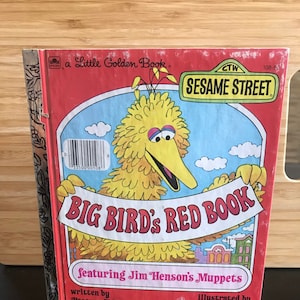 a Little Golden Book
CTW
SESAME STREET
BIG BIRD'S RED BOOK
featuring Jim Henson's Muppets
written by
Illustrated by